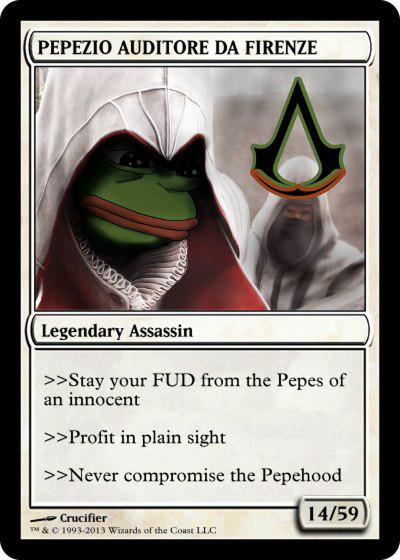 PEPEZIO AUDITORE DA FIRENZE
Legendary Assassin
>>Stay your FUD from the Pepes of
an innocent
>>Profit in plain sight
>>Never compromise the Pepehood
Crucifier
14/59
™ & © 1993-2013 Wizards of the Coast LLC